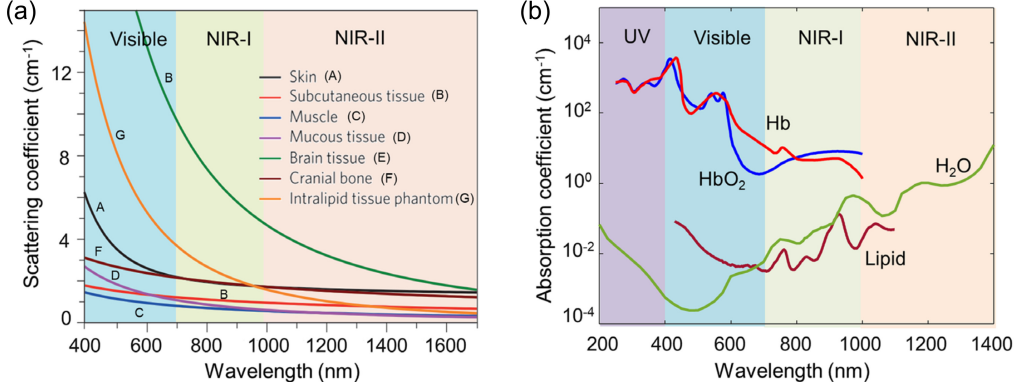 (a)
Visible
NIR-I
NIR-II
Scattering coefficient (cm⁻¹)
12
8
4
0
B
G
A
F
D
B
C
Skin (A)
Subcutaneous tissue (B)
Muscle (C)
Mucous tissue (D)
Brain tissue (E)
Cranial bone (F)
Intralipid tissue phantom (G)
400 600 800 1000 1200 1400 1600
Wavelength (nm)
(b)
UV
Visible
NIR-I
NIR-II
Absorption coefficient (cm⁻¹)
10⁴
10²
10⁰
10⁻²
10⁻⁴
Hb
HbO₂
H₂O
Lipid
200 400 600 800 1000 1200 1400
Wavelength (nm)